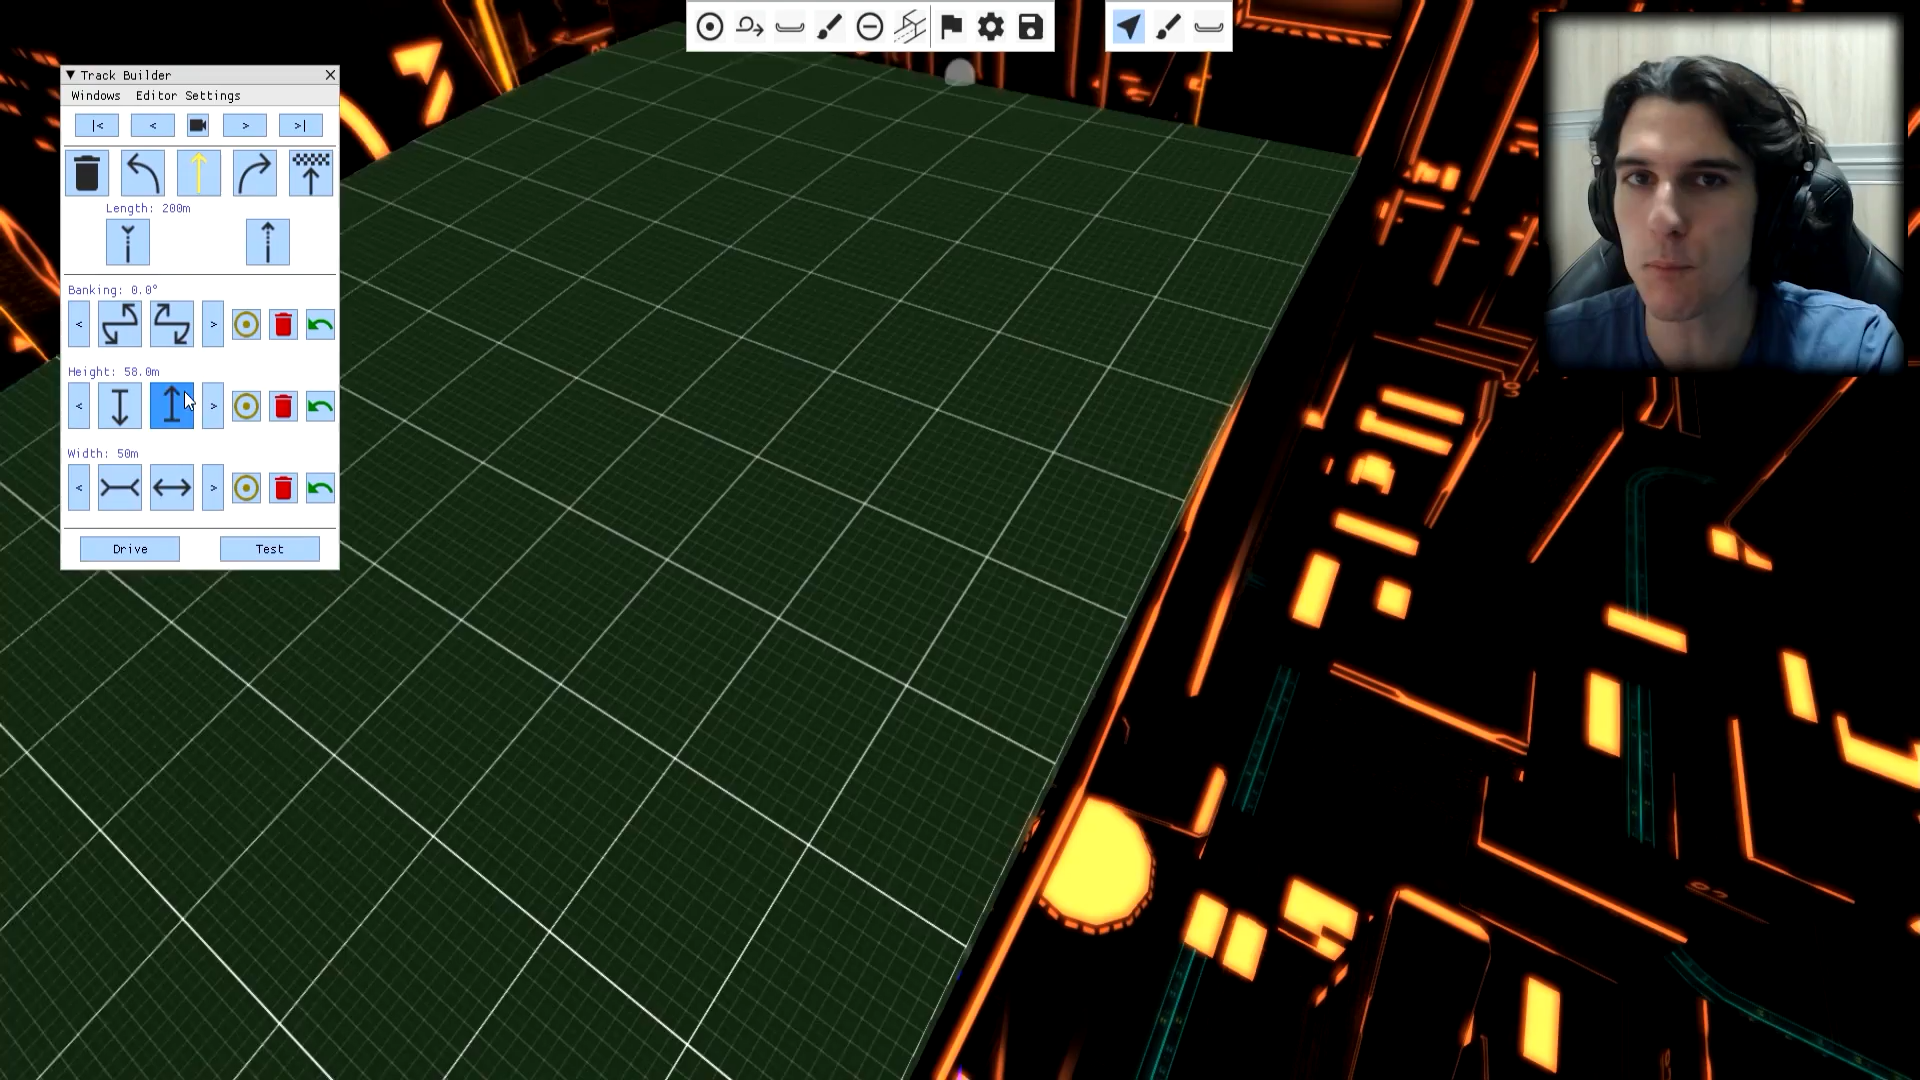 Track Builder
Windows Editor Settings
|< < > >|
Length: 200m
Banking: 0.0°
< >
Height: 58.0m
< >
Width: 50m
< >
Drive Test